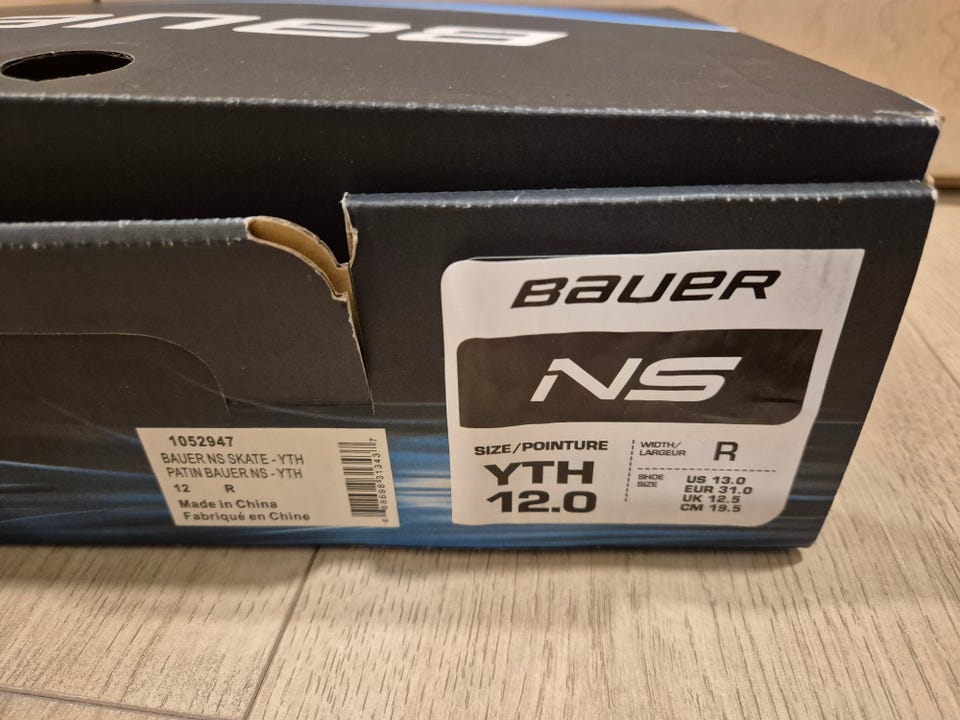 BAUE
1052947
BAUER NS SKATE - YTH
PATIN BAUER NS - YTH
12 R
Made in China
Fabriqué en Chine
BAUER
NS
SIZE/POINTURE
YTH
12.0
WIDTH/
LARGEUR
R
SHOE
SIZE
US 13.0
EUR 31.0
UK 12.5
CM 19.5